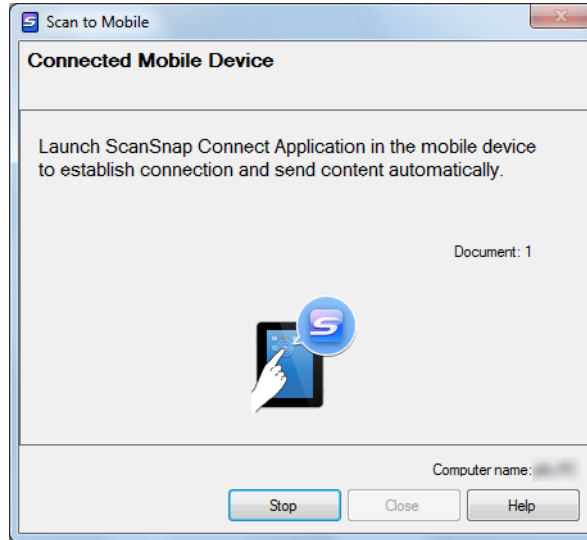 Scan to Mobile
Connected Mobile Device
Launch ScanSnap Connect Application in the mobile device
to establish connection and send content automatically.
Document: 1
Computer name:
Stop Close Help